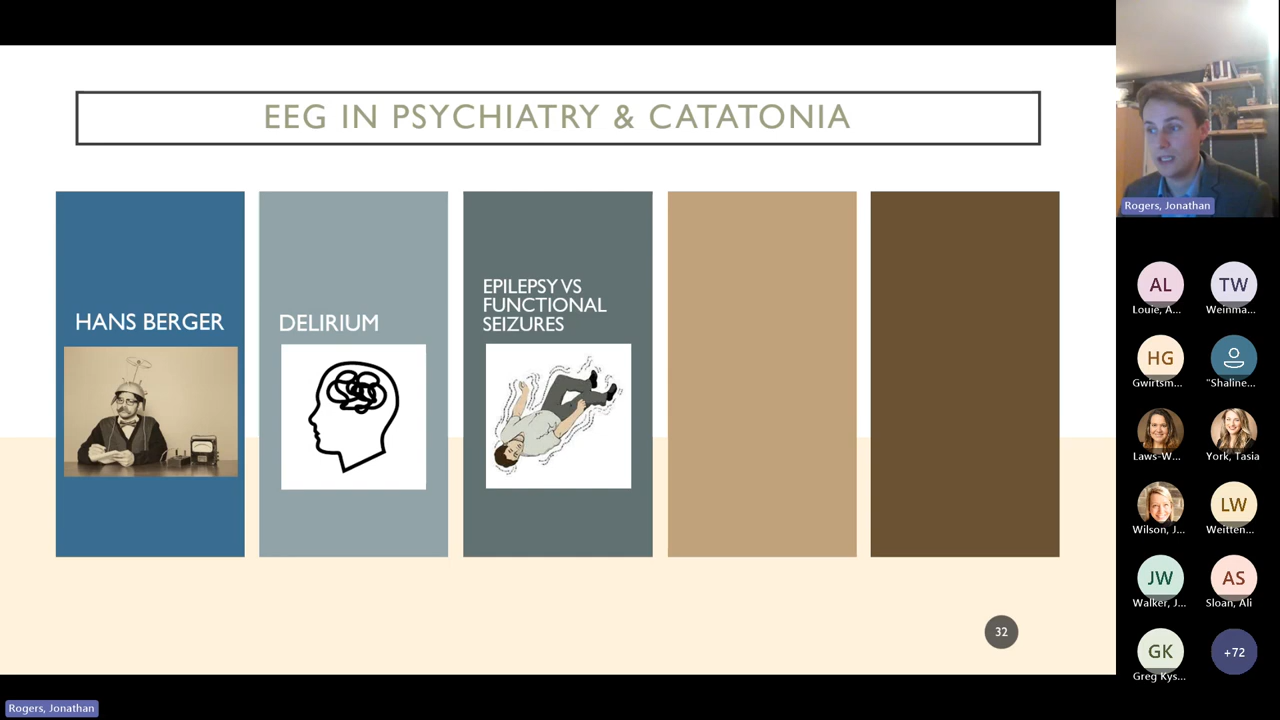 EEG IN PSYCHIATRY & CATATONIA
HANS BERGER
DELIRIUM
EPILEPSY VS
FUNCTIONAL
SEIZURES
32
Rogers, Jonathan
AL
TW
Louie, A...
Weinma...
HG
Gwirtsm...
"Shaline...
Laws-W...
York, Tasia
Wilson, J...
LW
Weitten...
JW
AS
Walker, J...
Sloan, Ali
GK
+72
Greg Kys...
Rogers, Jonathan